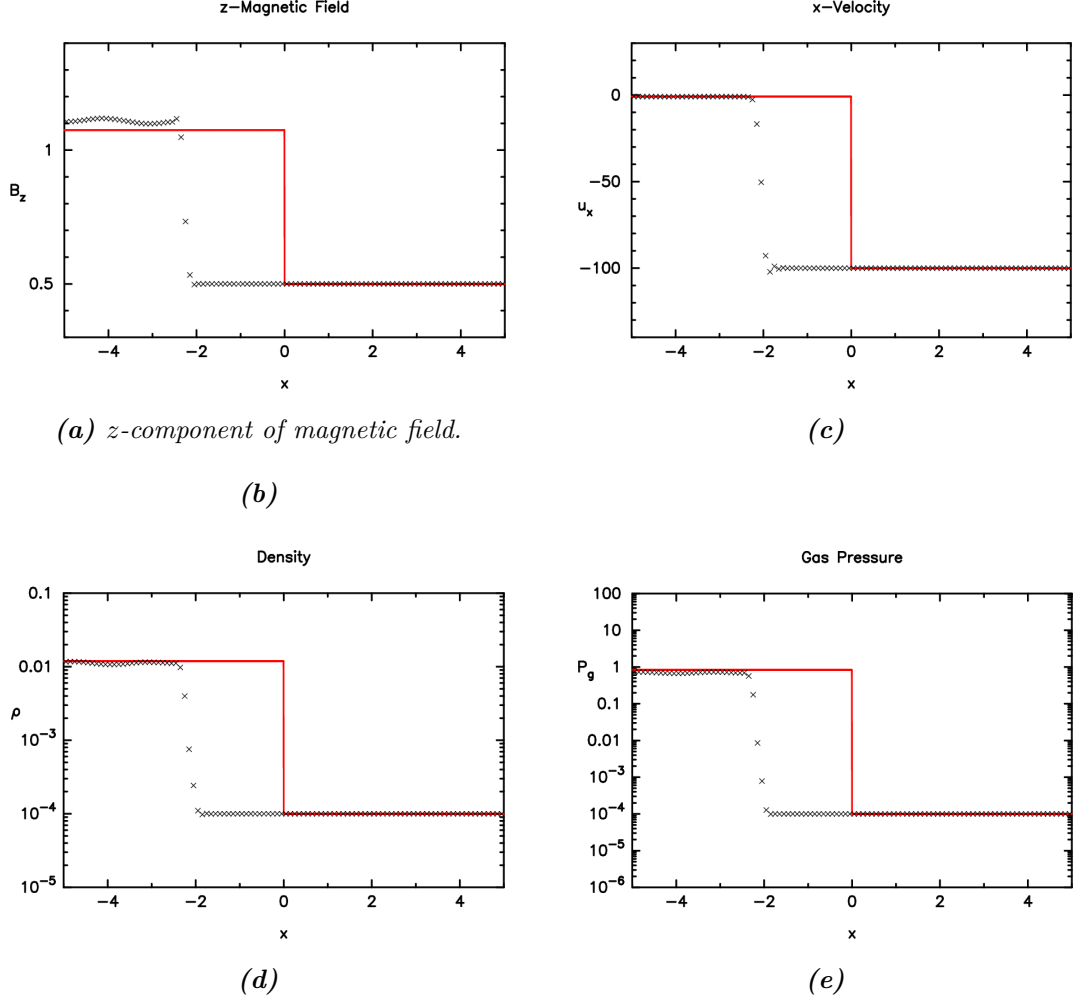 z–Magnetic Field
1
0.5
B_z
−4 −2 0 2 4
x
(a) z-component of magnetic field.
(b)
x–Velocity
0
−50
−100
u_x
−4 −2 0 2 4
x
(c)
Density
0.1
0.01
10^−3
10^−4
10^−5
ρ
−4 −2 0 2 4
x
(d)
Gas Pressure
100
10
1
0.1
0.01
10^−3
10^−4
10^−5
10^−6
P_g
−4 −2 0 2 4
x
(e)